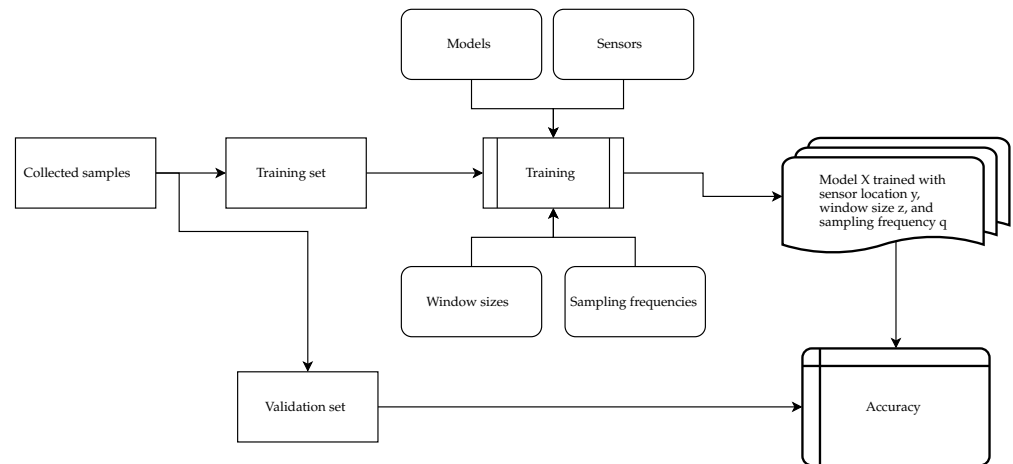 Models
Sensors
Collected samples
Training set
Training
Model X trained with
sensor location y,
window size z, and
sampling frequency q
Window sizes
Sampling frequencies
Validation set
Accuracy